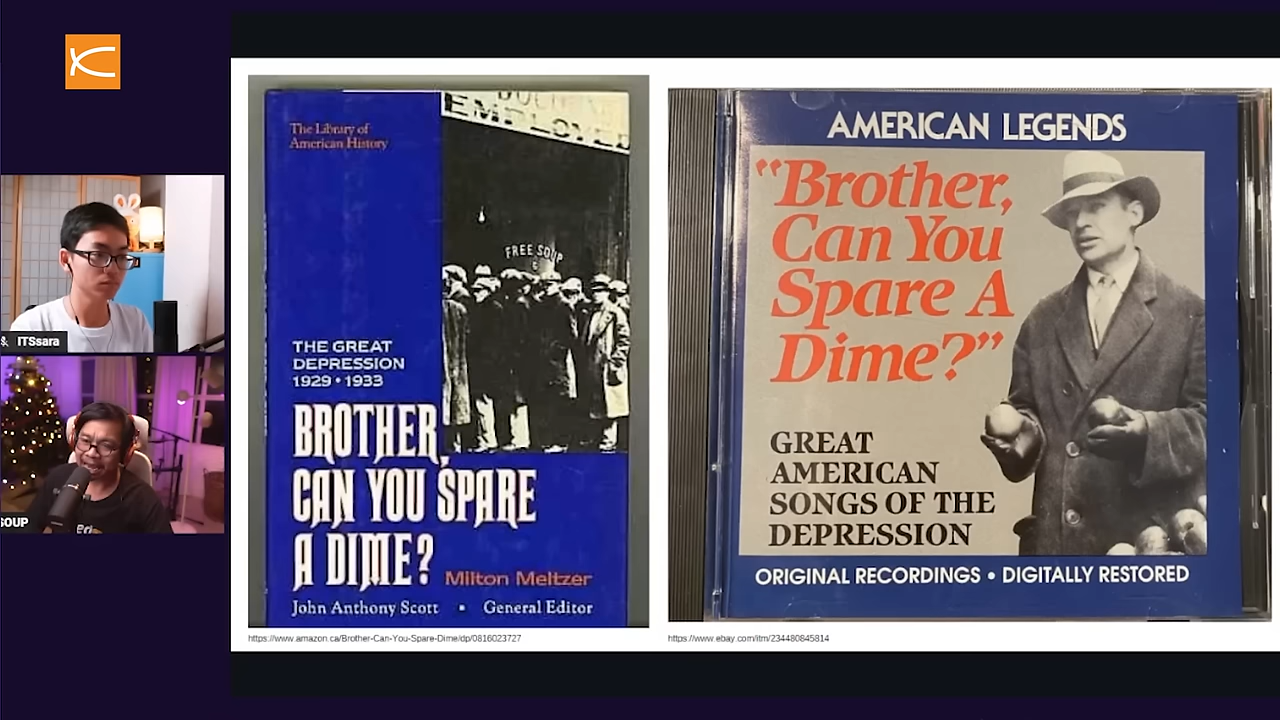 ITSsara
SOUP
The Library of
American History
EMPLOYED
FREE SOUP
THE GREAT
DEPRESSION
1929 • 1933
BROTHER,
CAN YOU SPARE
A DIME?
Milton Meltzer
John Anthony Scott • General Editor
https://www.amazon.ca/Brother-Can-You-Spare-Dime/dp/0816023727
AMERICAN LEGENDS
"Brother,
Can You
Spare A
Dime?"
GREAT
AMERICAN
SONGS OF THE
DEPRESSION
ORIGINAL RECORDINGS • DIGITALLY RESTORED
https://www.ebay.com/itm/234480845814